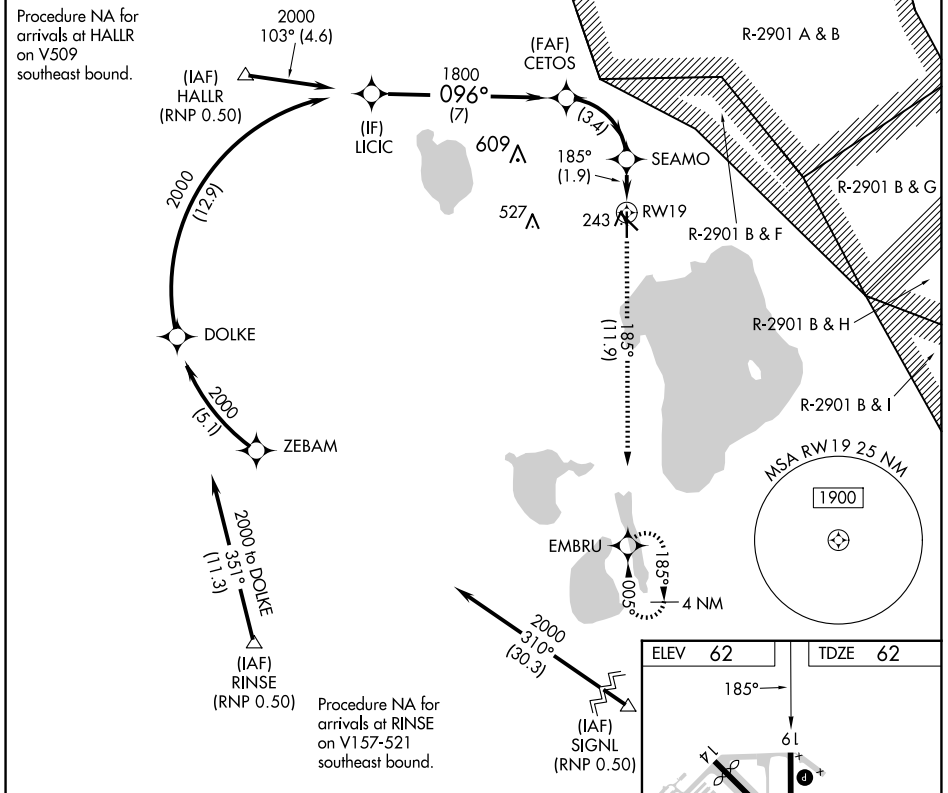 Procedure NA for
arrivals at HALLR
on V509
southeast bound.
2000
103° (4.6)
(IAF)
HALLR
(RNP 0.50)
(IF)
LICIC
1800
096°
(7)
(FAF)
CETOS
(3.4)
SEAMO
185°
(1.9)
609
527
243
RW19
R-2901 A & B
R-2901 B & G
R-2901 B & F
R-2901 B & H
R-2901 B & I
2000
(12.9)
DOLKE
2000
(5.1)
ZEBAM
185°
(11.9)
MSA RW19 25 NM
1900
2000 to DOLKE
351°
(11.3)
(IAF)
RINSE
(RNP 0.50)
EMBRU
185°
005°
4 NM
2000
310°
(30.3)
(IAF)
SIGNL
(RNP 0.50)
Procedure NA for
arrivals at RINSE
on V157-521
southeast bound.
ELEV 62
TDZE 62
185°
19
14
P